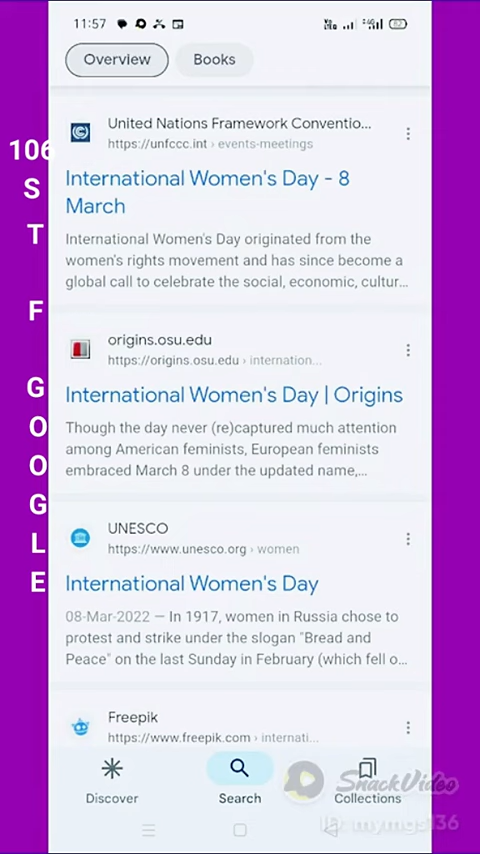 11:57
82
Overview
Books
United Nations Framework Conventio...
https://unfccc.int › events-meetings
International Women's Day - 8
March
International Women's Day originated from the
women's rights movement and has since become a
global call to celebrate the social, economic, cultur...
origins.osu.edu
https://origins.osu.edu › internation...
International Women's Day | Origins
Though the day never (re)captured much attention
among American feminists, European feminists
embraced March 8 under the updated name,...
UNESCO
https://www.unesco.org › women
International Women's Day
08-Mar-2022 — In 1917, women in Russia chose to
protest and strike under the slogan "Bread and
Peace" on the last Sunday in February (which fell o...
Freepik
https://www.freepik.com › internati...
Discover
Search
Collections
106
S
T
F
G
O
O
G
L
E
SnackVideo
ID: mymgs136